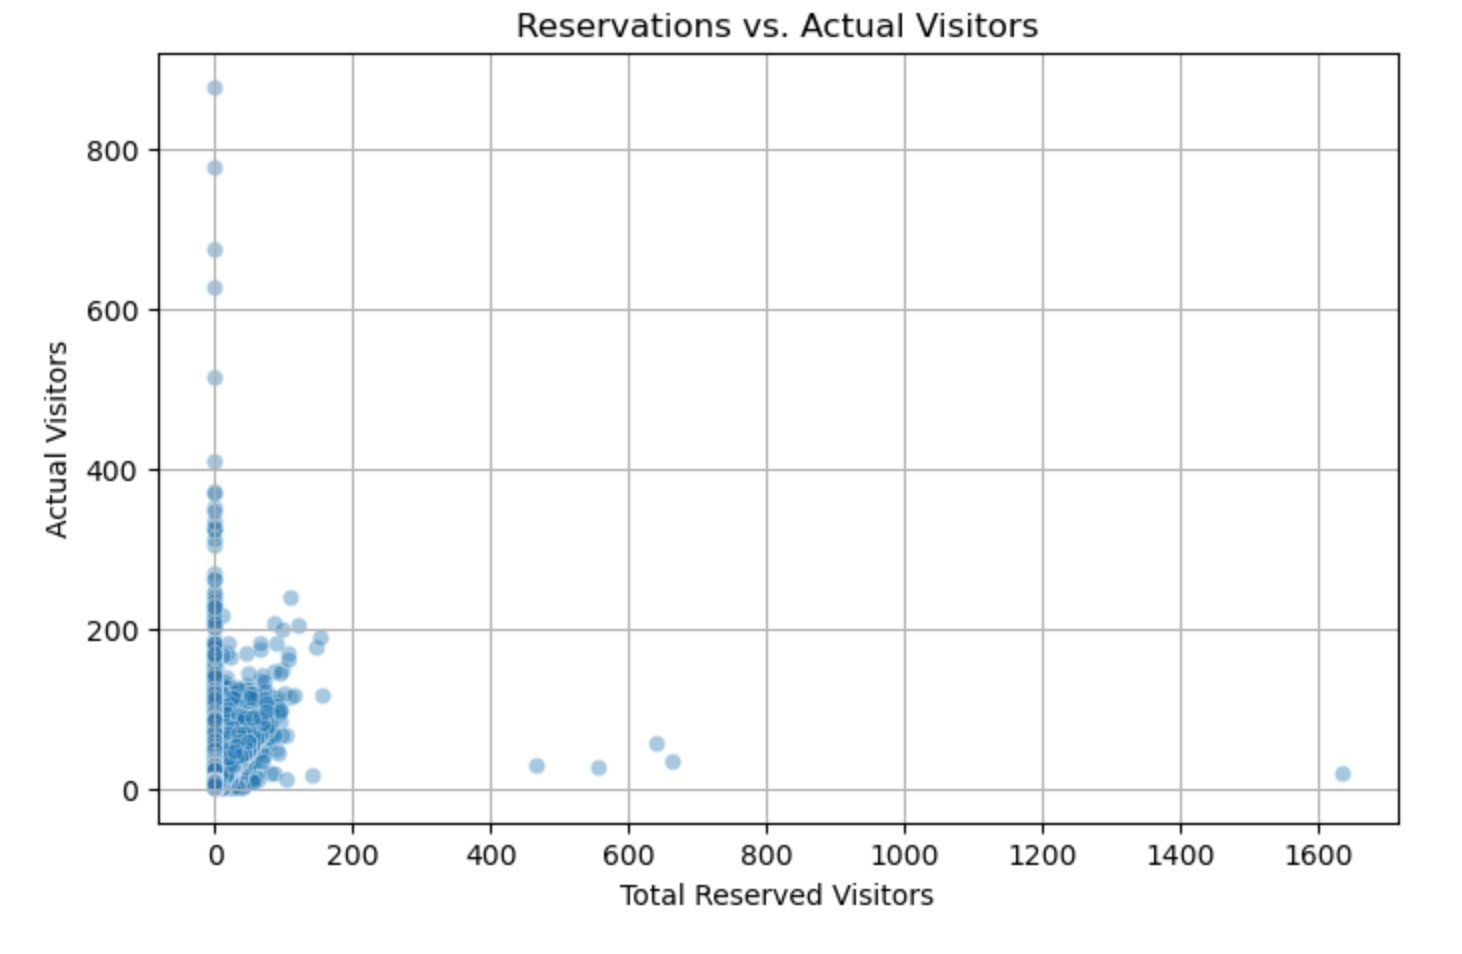 Reservations vs. Actual Visitors
800
600
400
200
0
Actual Visitors
0 200 400 600 800 1000 1200 1400 1600
Total Reserved Visitors